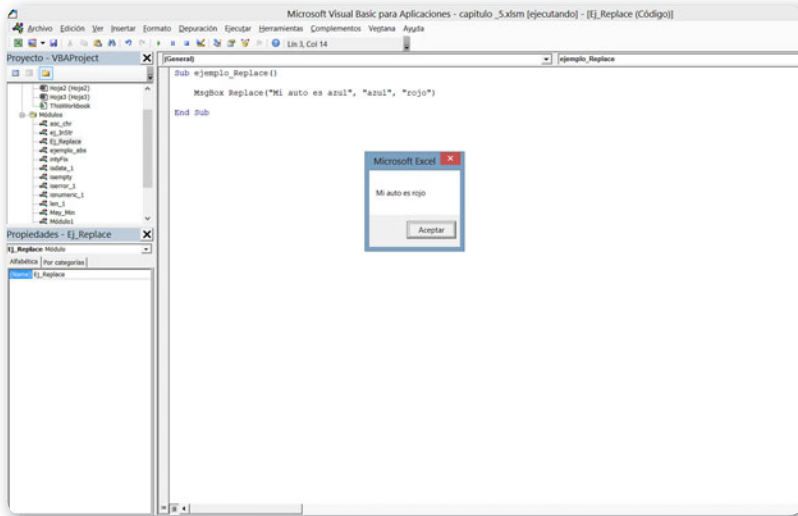 Microsoft Visual Basic para Aplicaciones - capitulo _5.xlsm [ejecutando] - [Ej_Replace (Código)]
Archivo Edición Ver Insertar Formato Depuración Ejecutar Herramientas Complementos Ventana Ayuda
Lín 3, Col 14
Proyecto - VBAProject
(General)
ejemplo_Replace
Hoja2 (Hoja2)
Hoja3 (Hoja3)
ThisWorkbook
Módulos
asc_chr
ej_InStr
Ej_Replace
ejemplo_abs
intyFix
isdate_1
isempty
iserror_1
isnumeric_1
len_1
May_Min
Módulo1
Sub ejemplo_Replace()
MsgBox Replace("Mi auto es azul", "azul", "rojo")
End Sub
Microsoft Excel
Mi auto es rojo
Aceptar
Propiedades - Ej_Replace
Ej_Replace Módulo
Alfabética Por categorías
(Name) Ej_Replace